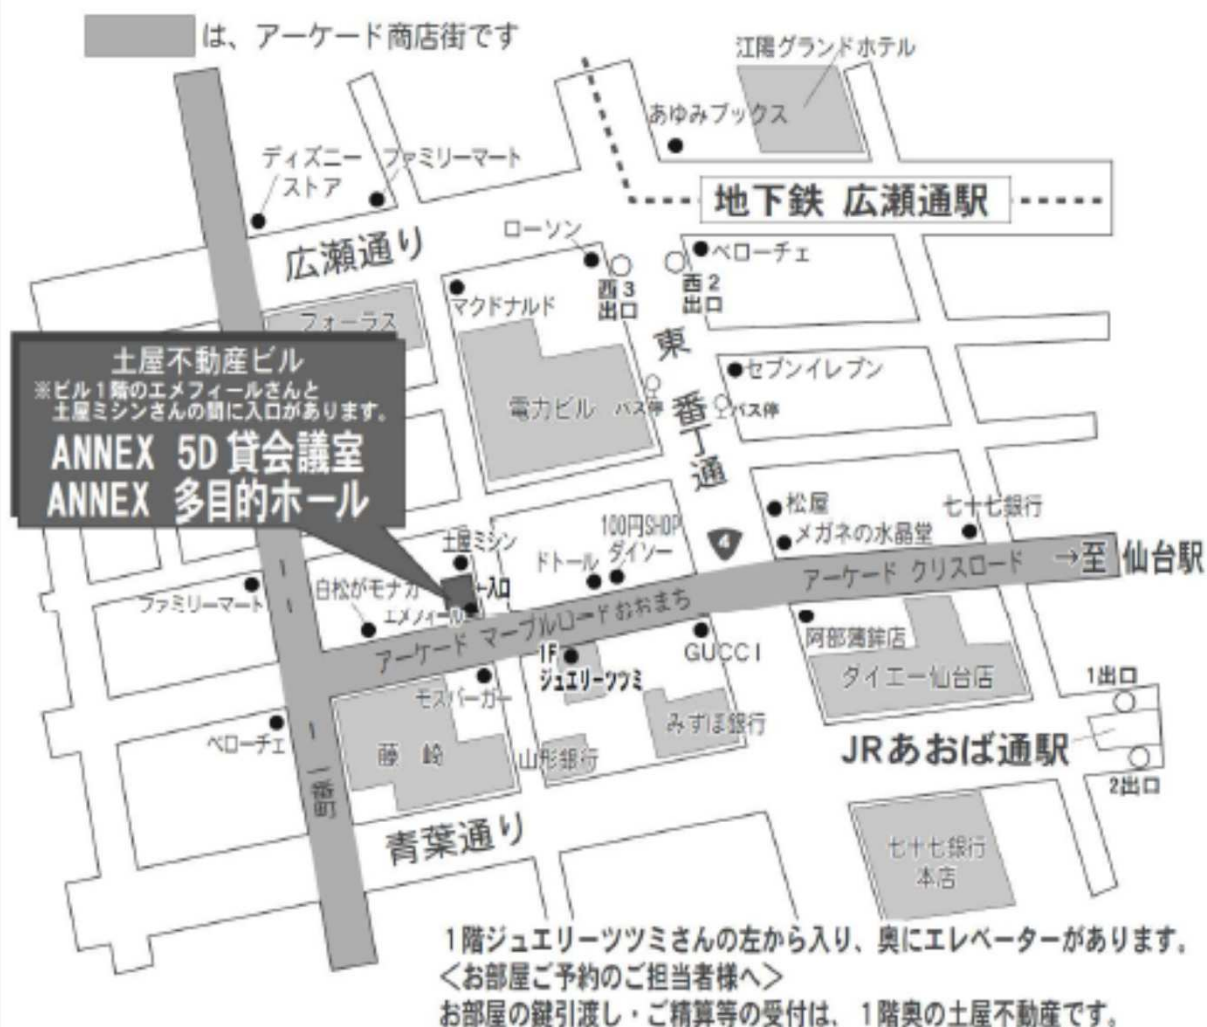 は、アーケード商店街です
江陽グランドホテル
あゆみブックス
ディズニー
ストア
ファミリーマート
地下鉄 広瀬通駅
ローソン
広瀬通り
ベローチェ
西3
出口
西2
出口
マクドナルド
フォーラス
土屋不動産ビル
※ビル1階のエメフィールさんと
土屋ミシンさんの間に入口があります。
ANNEX 5D 貸会議室
ANNEX 多目的ホール
東二番丁通
セブンイレブン
電力ビル
バス停
バス停
松屋
七十七銀行
メガネの水晶堂
100円SHOP
ダイソー
4
土屋ミシン
ドトール
←入口
アーケード クリスロード
→至 仙台駅
ファミリーマート
白松がモナカ
エメフィール
アーケード マーブルロードおおまち
阿部蒲鉾店
GUCCI
1F
ジュエリーツツミ
ダイエー仙台店
モスバーガー
1出口
みずほ銀行
ベローチェ
藤崎
山形銀行
JRあおば通駅
2出口
一番町
青葉通り
七十七銀行
本店
1階ジュエリーツツミさんの左から入り、奥にエレベーターがあります。
＜お部屋ご予約のご担当者様へ＞
お部屋の鍵引渡し・ご精算等の受付は、1階奥の土屋不動産です。